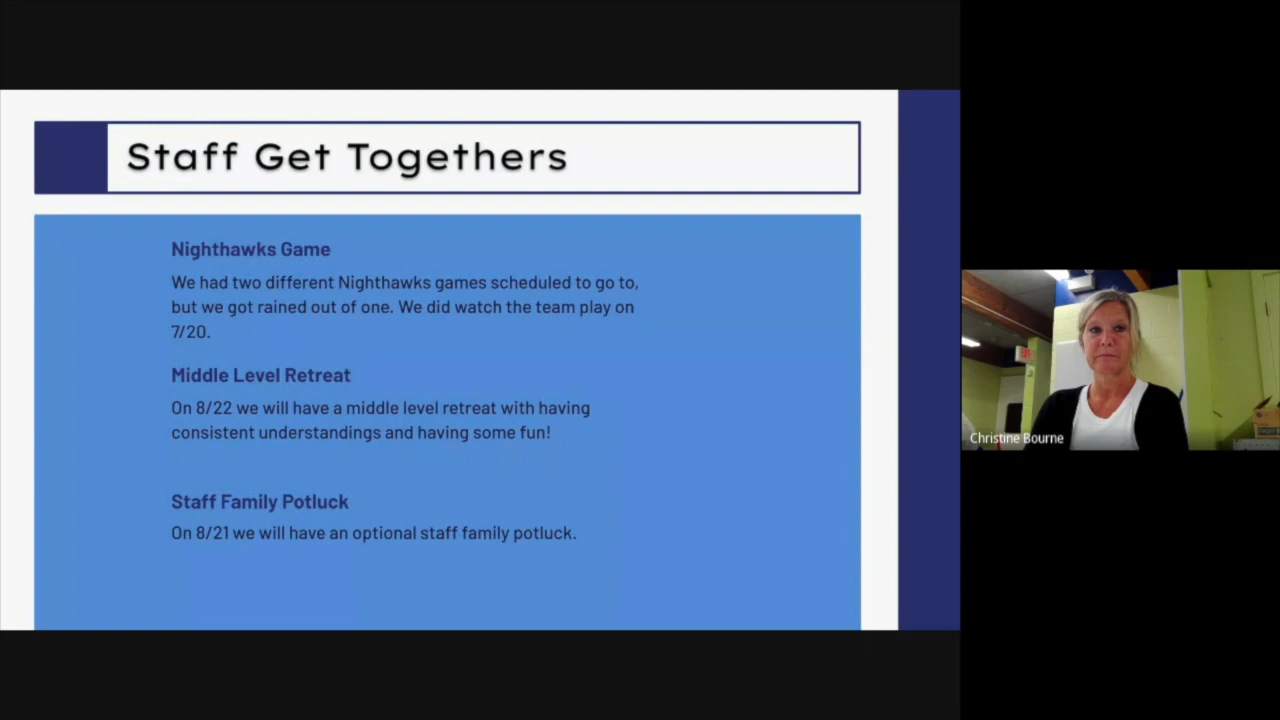 Staff Get Togethers
Nighthawks Game
We had two different Nighthawks games scheduled to go to,
but we got rained out of one. We did watch the team play on
7/20.
Middle Level Retreat
On 8/22 we will have a middle level retreat with having
consistent understandings and having some fun!
Staff Family Potluck
On 8/21 we will have an optional staff family potluck.
Christine Bourne